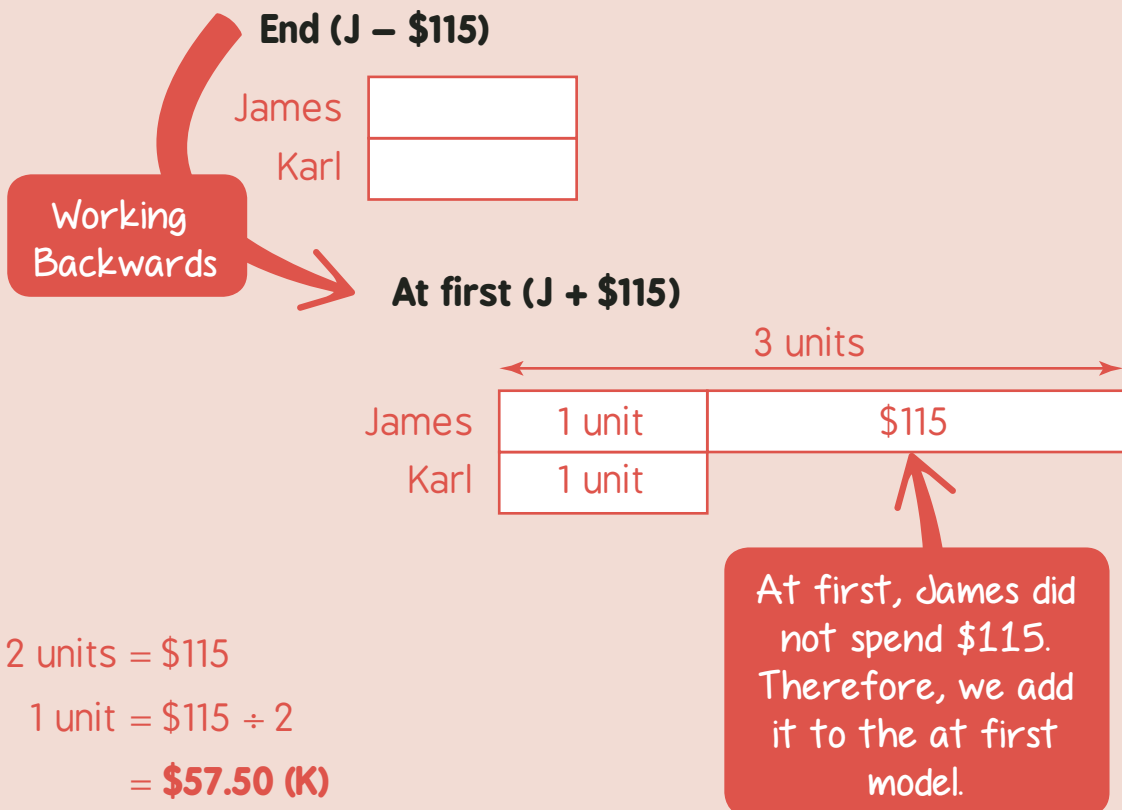 End (J – $115)
James
Karl
Working
Backwards
At first (J + $115)
3 units
James
1 unit
$115
Karl
1 unit
At first, James did
not spend $115.
Therefore, we add
it to the at first
model.
2 units = $115
1 unit = $115 ÷ 2
= $57.50 (K)